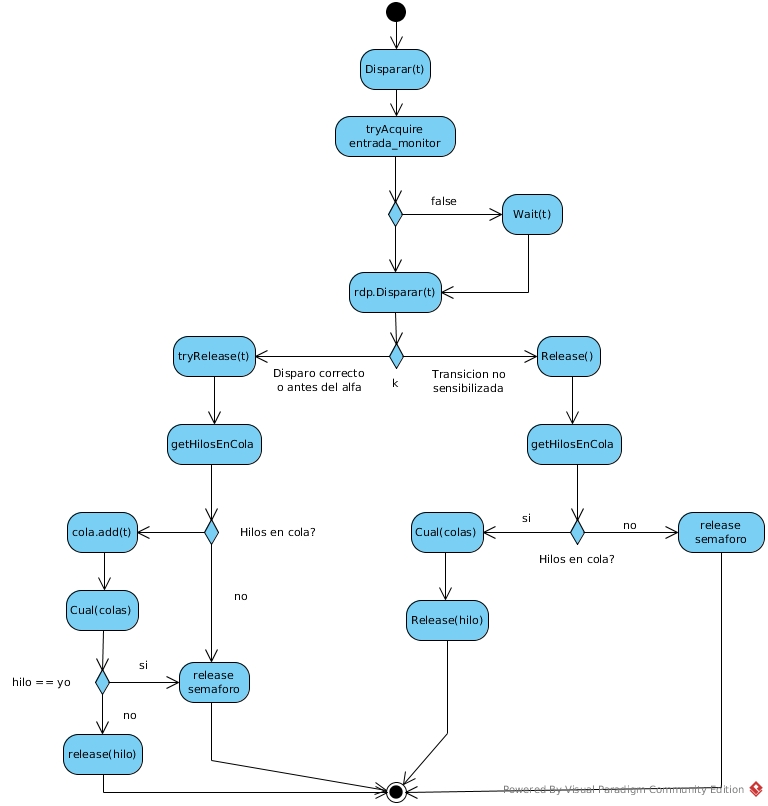 Disparar(t)
tryAcquire
entrada_monitor
false
Wait(t)
rdp.Disparar(t)
tryRelease(t)
Release()
Disparo correcto
o antes del alfa
k
Transicion no
sensibilizada
getHilosEnCola
getHilosEnCola
cola.add(t)
Hilos en cola?
Cual(colas)
si
no
release
semaforo
Hilos en cola?
Cual(colas)
no
Release(hilo)
hilo == yo
si
release
semaforo
no
release(hilo)
Powered By Visual Paradigm Community Edition